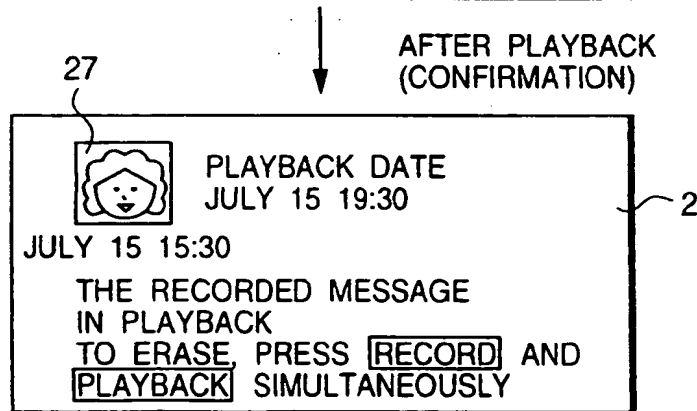 AFTER PLAYBACK
(CONFIRMATION)
27
PLAYBACK DATE
JULY 15 19:30
2
JULY 15 15:30
THE RECORDED MESSAGE
IN PLAYBACK
TO ERASE, PRESS RECORD AND
PLAYBACK SIMULTANEOUSLY